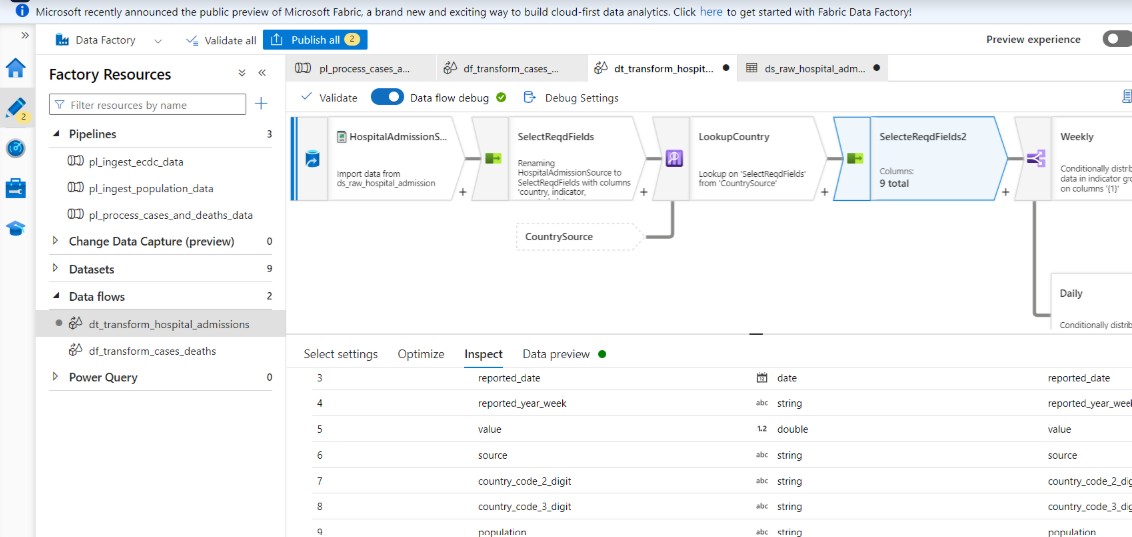 Microsoft recently announced the public preview of Microsoft Fabric, a brand new and exciting way to build cloud-first data analytics. Click here to get started with Fabric Data Factory!
Data Factory
Validate all
Publish all 2
Preview experience
2
Factory Resources
Filter resources by name
Pipelines 3
pl_ingest_ecdc_data
pl_ingest_population_data
pl_process_cases_and_deaths_data
Change Data Capture (preview) 0
Datasets 9
Data flows 2
dt_transform_hospital_admissions
df_transform_cases_deaths
Power Query 0
pl_process_cases_a...
df_transform_cases_...
dt_transform_hospit...
ds_raw_hospital_adm...
Validate
Data flow debug
Debug Settings
HospitalAdmissionS...
Import data from
ds_raw_hospital_admission
SelectReqdFields
Renaming
HospitalAdmissionSource to
SelectReqdFields with columns
'country, indicator,
LookupCountry
Lookup on 'SelectReqdFields'
from 'CountrySource'
SelecteReqdFields2
Columns:
9 total
Weekly
Conditionally distrib
data in indicator gro
on columns '{1}'
CountrySource
Daily
Conditionally distrib
Select settings
Optimize
Inspect
Data preview
3 reported_date date reported_date
4 reported_year_week abc string reported_year_wee
5 value 1.2 double value
6 source abc string source
7 country_code_2_digit abc string country_code_2_dig
8 country_code_3_digit abc string country_code_3_dig
9 population abc string population